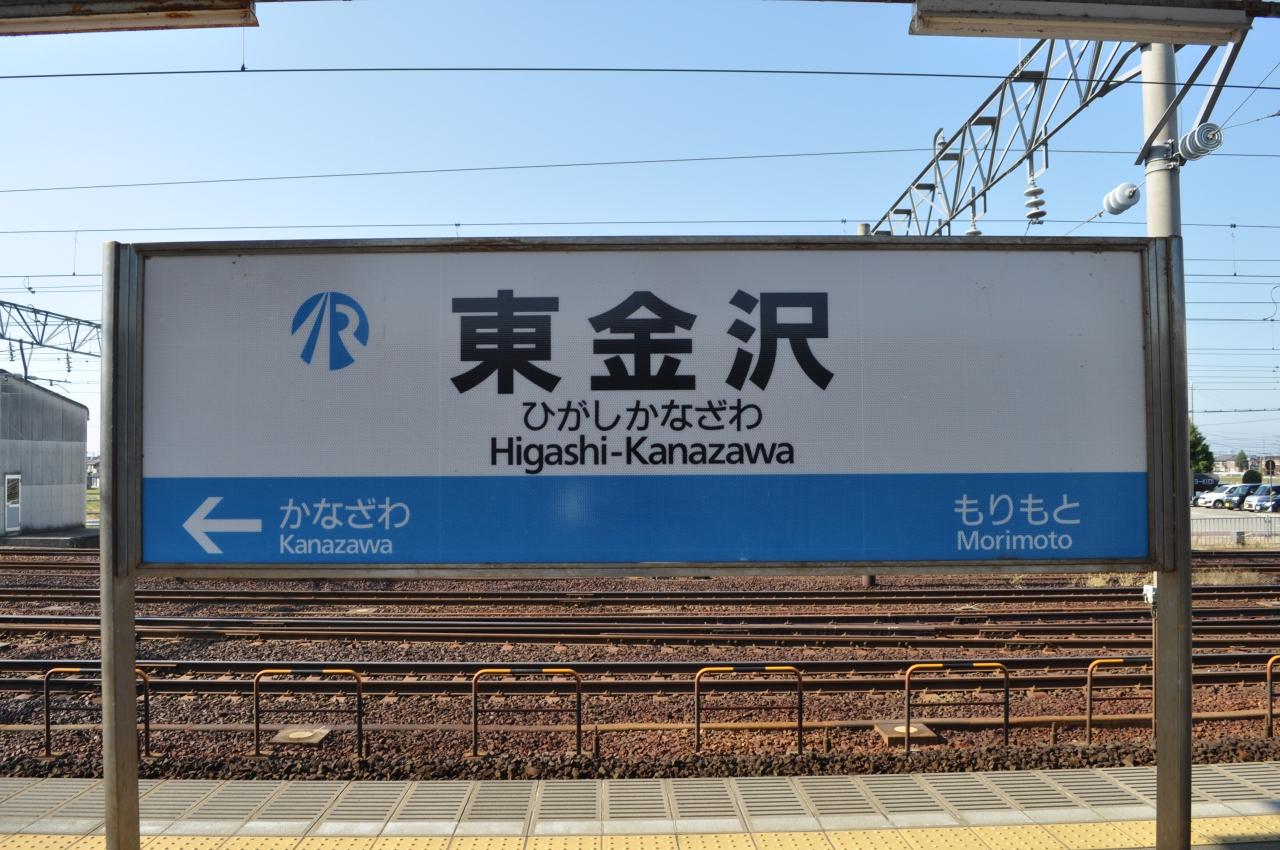 IR
東金沢
ひがしかなざわ
Higashi-Kanazawa
← かなざわ
Kanazawa
もりもと
Morimoto